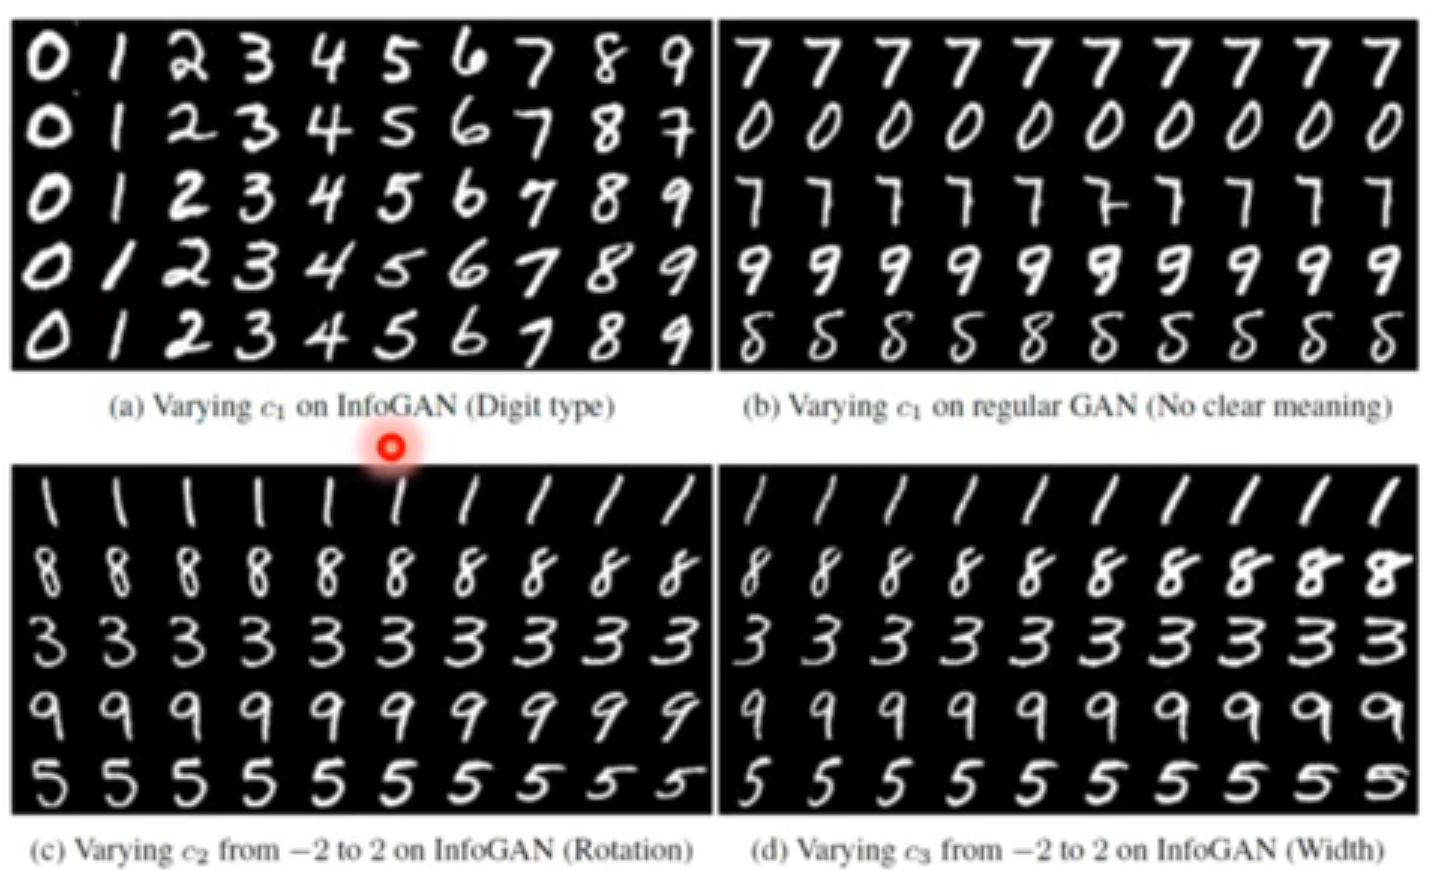 0 1 2 3 4 5 6 7 8 9
0 1 2 3 4 5 6 7 8 7
0 1 2 3 4 5 6 7 8 9
0 1 2 3 4 5 6 7 8 9
0 1 2 3 4 5 6 7 8 9
(a) Varying c₁ on InfoGAN (Digit type)
7 7 7 7 7 7 7 7 7 7
0 0 0 0 0 0 0 0 0 0
7 7 7 7 7 7 7 7 7 7
9 9 9 9 9 9 9 9 9 9
8 5 8 5 8 8 5 8 8 8
(b) Varying c₁ on regular GAN (No clear meaning)
1 1 1 1 1 1 1 1 1 1
8 8 8 8 8 8 8 8 8 8
3 3 3 3 3 3 3 3 3 3
9 9 9 9 9 9 9 9 9 9
5 5 5 5 5 5 5 5 5 5
(c) Varying c₂ from −2 to 2 on InfoGAN (Rotation)
1 1 1 1 1 1 1 1 1 1
8 8 8 8 8 8 8 8 8 8
3 3 3 3 3 3 3 3 3 3
9 9 9 9 9 9 9 9 9 9
5 5 5 5 5 5 5 5 5 5
(d) Varying c₃ from −2 to 2 on InfoGAN (Width)